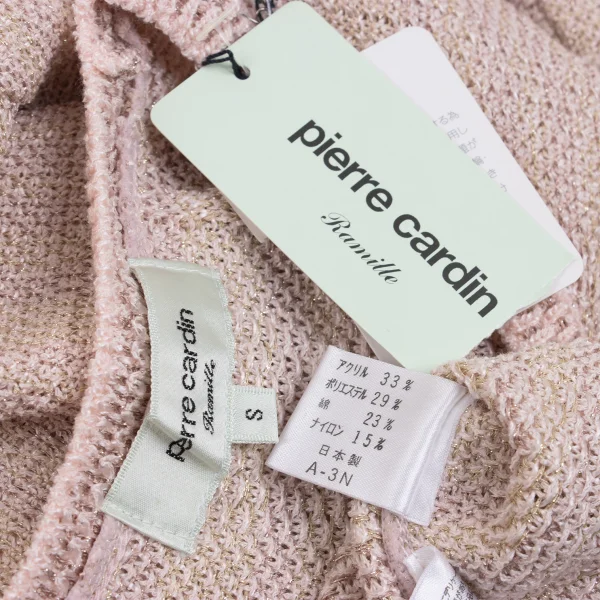 pierre cardin
Ramille
pierre cardin
Ramille
S
アクリル 33%
ポリエステル 29%
綿 23%
ナイロン 15%
日本製
A-3N